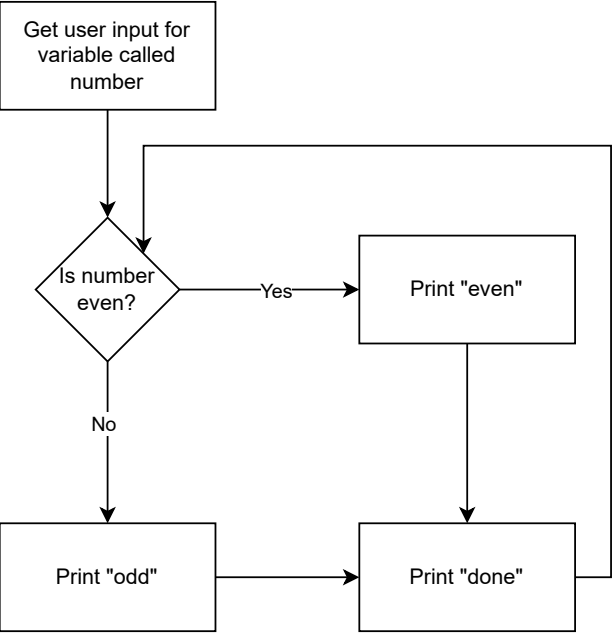 Get user input for
variable called
number
Is number
even?
Yes
Print "even"
No
Print "odd"
Print "done"